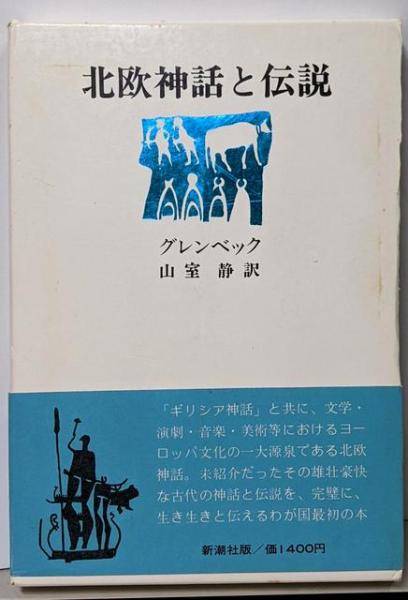 北欧神話と伝説
グレンベック
山室 静 訳
「ギリシア神話」と共に、文学・
演劇・音楽・美術等におけるヨー
ロッパ文化の一大源泉である北欧
神話。未紹介だったその雄壮豪快
な古代の神話と伝説を、完璧に、
生き生きと伝えるわが国最初の本
新潮社版/価1400円